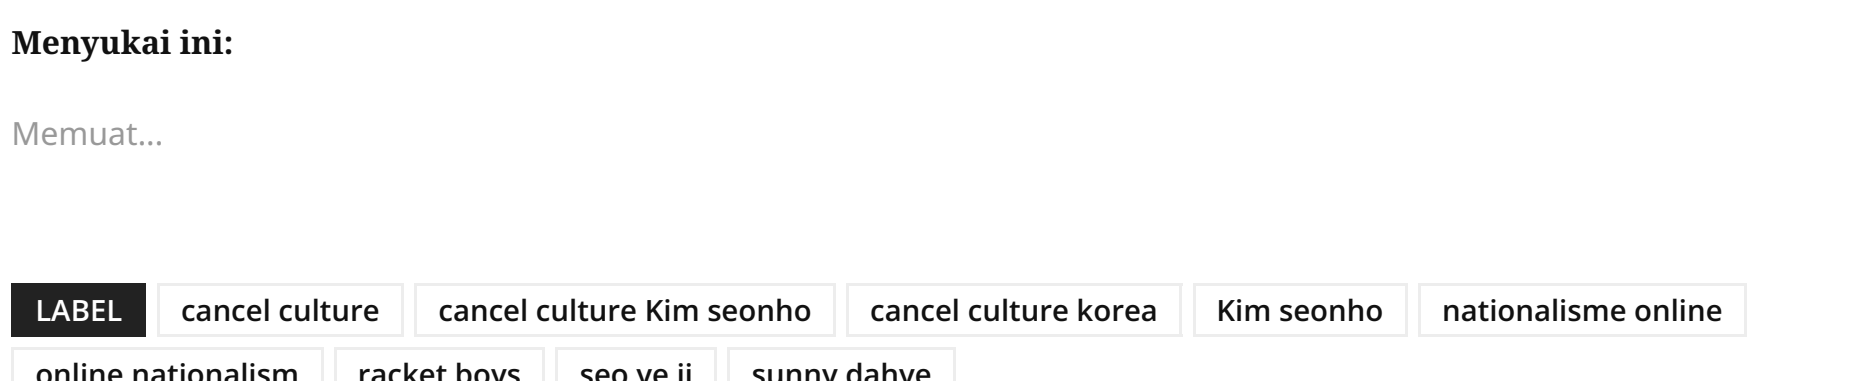 Menyukai ini:
Memuat...
LABEL cancel culture cancel culture Kim seonho cancel culture korea Kim seonho nationalisme online
online nationalism racket boys seo ye ji sunny dahye